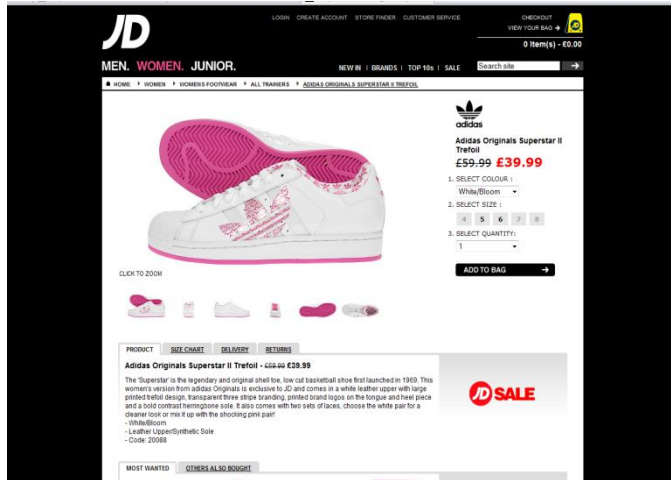 LOGIN CREATE ACCOUNT STORE FINDER CUSTOMER SERVICE
CHECKOUT
VIEW YOUR BAG
0 Item(s) - £0.00
JD
MEN. WOMEN. JUNIOR.
NEW IN | BRANDS | TOP 10s | SALE
Search site
HOME WOMEN WOMENS FOOTWEAR ALL TRAINERS ADIDAS ORIGINALS SUPERSTAR II TREFOIL
adidas
Adidas Originals Superstar II
Trefoil
£59.99 £39.99
1. SELECT COLOUR :
White/Bloom
2. SELECT SIZE :
4 5 6 7 8
3. SELECT QUANTITY:
1
ADD TO BAG
CLICK TO ZOOM
PRODUCT SIZE CHART DELIVERY RETURNS
Adidas Originals Superstar II Trefoil - £59.99 £39.99
The 'Superstar' is the legendary and original shell toe, low cut basketball shoe first launched in 1969. This
women's version from adidas Originals is exclusive to JD and comes in a white leather upper with large
printed trefoil design, transparent three stripe branding, printed brand logos on the tongue and heel piece
and a bold contrast herringbone sole. It also comes with two sets of laces, choose the white pair for a
cleaner look or mix it up with the shocking pink pair!
- White/Bloom
- Leather Upper/Synthetic Sole
- Code: 20088
JD SALE
MOST WANTED OTHERS ALSO BOUGHT